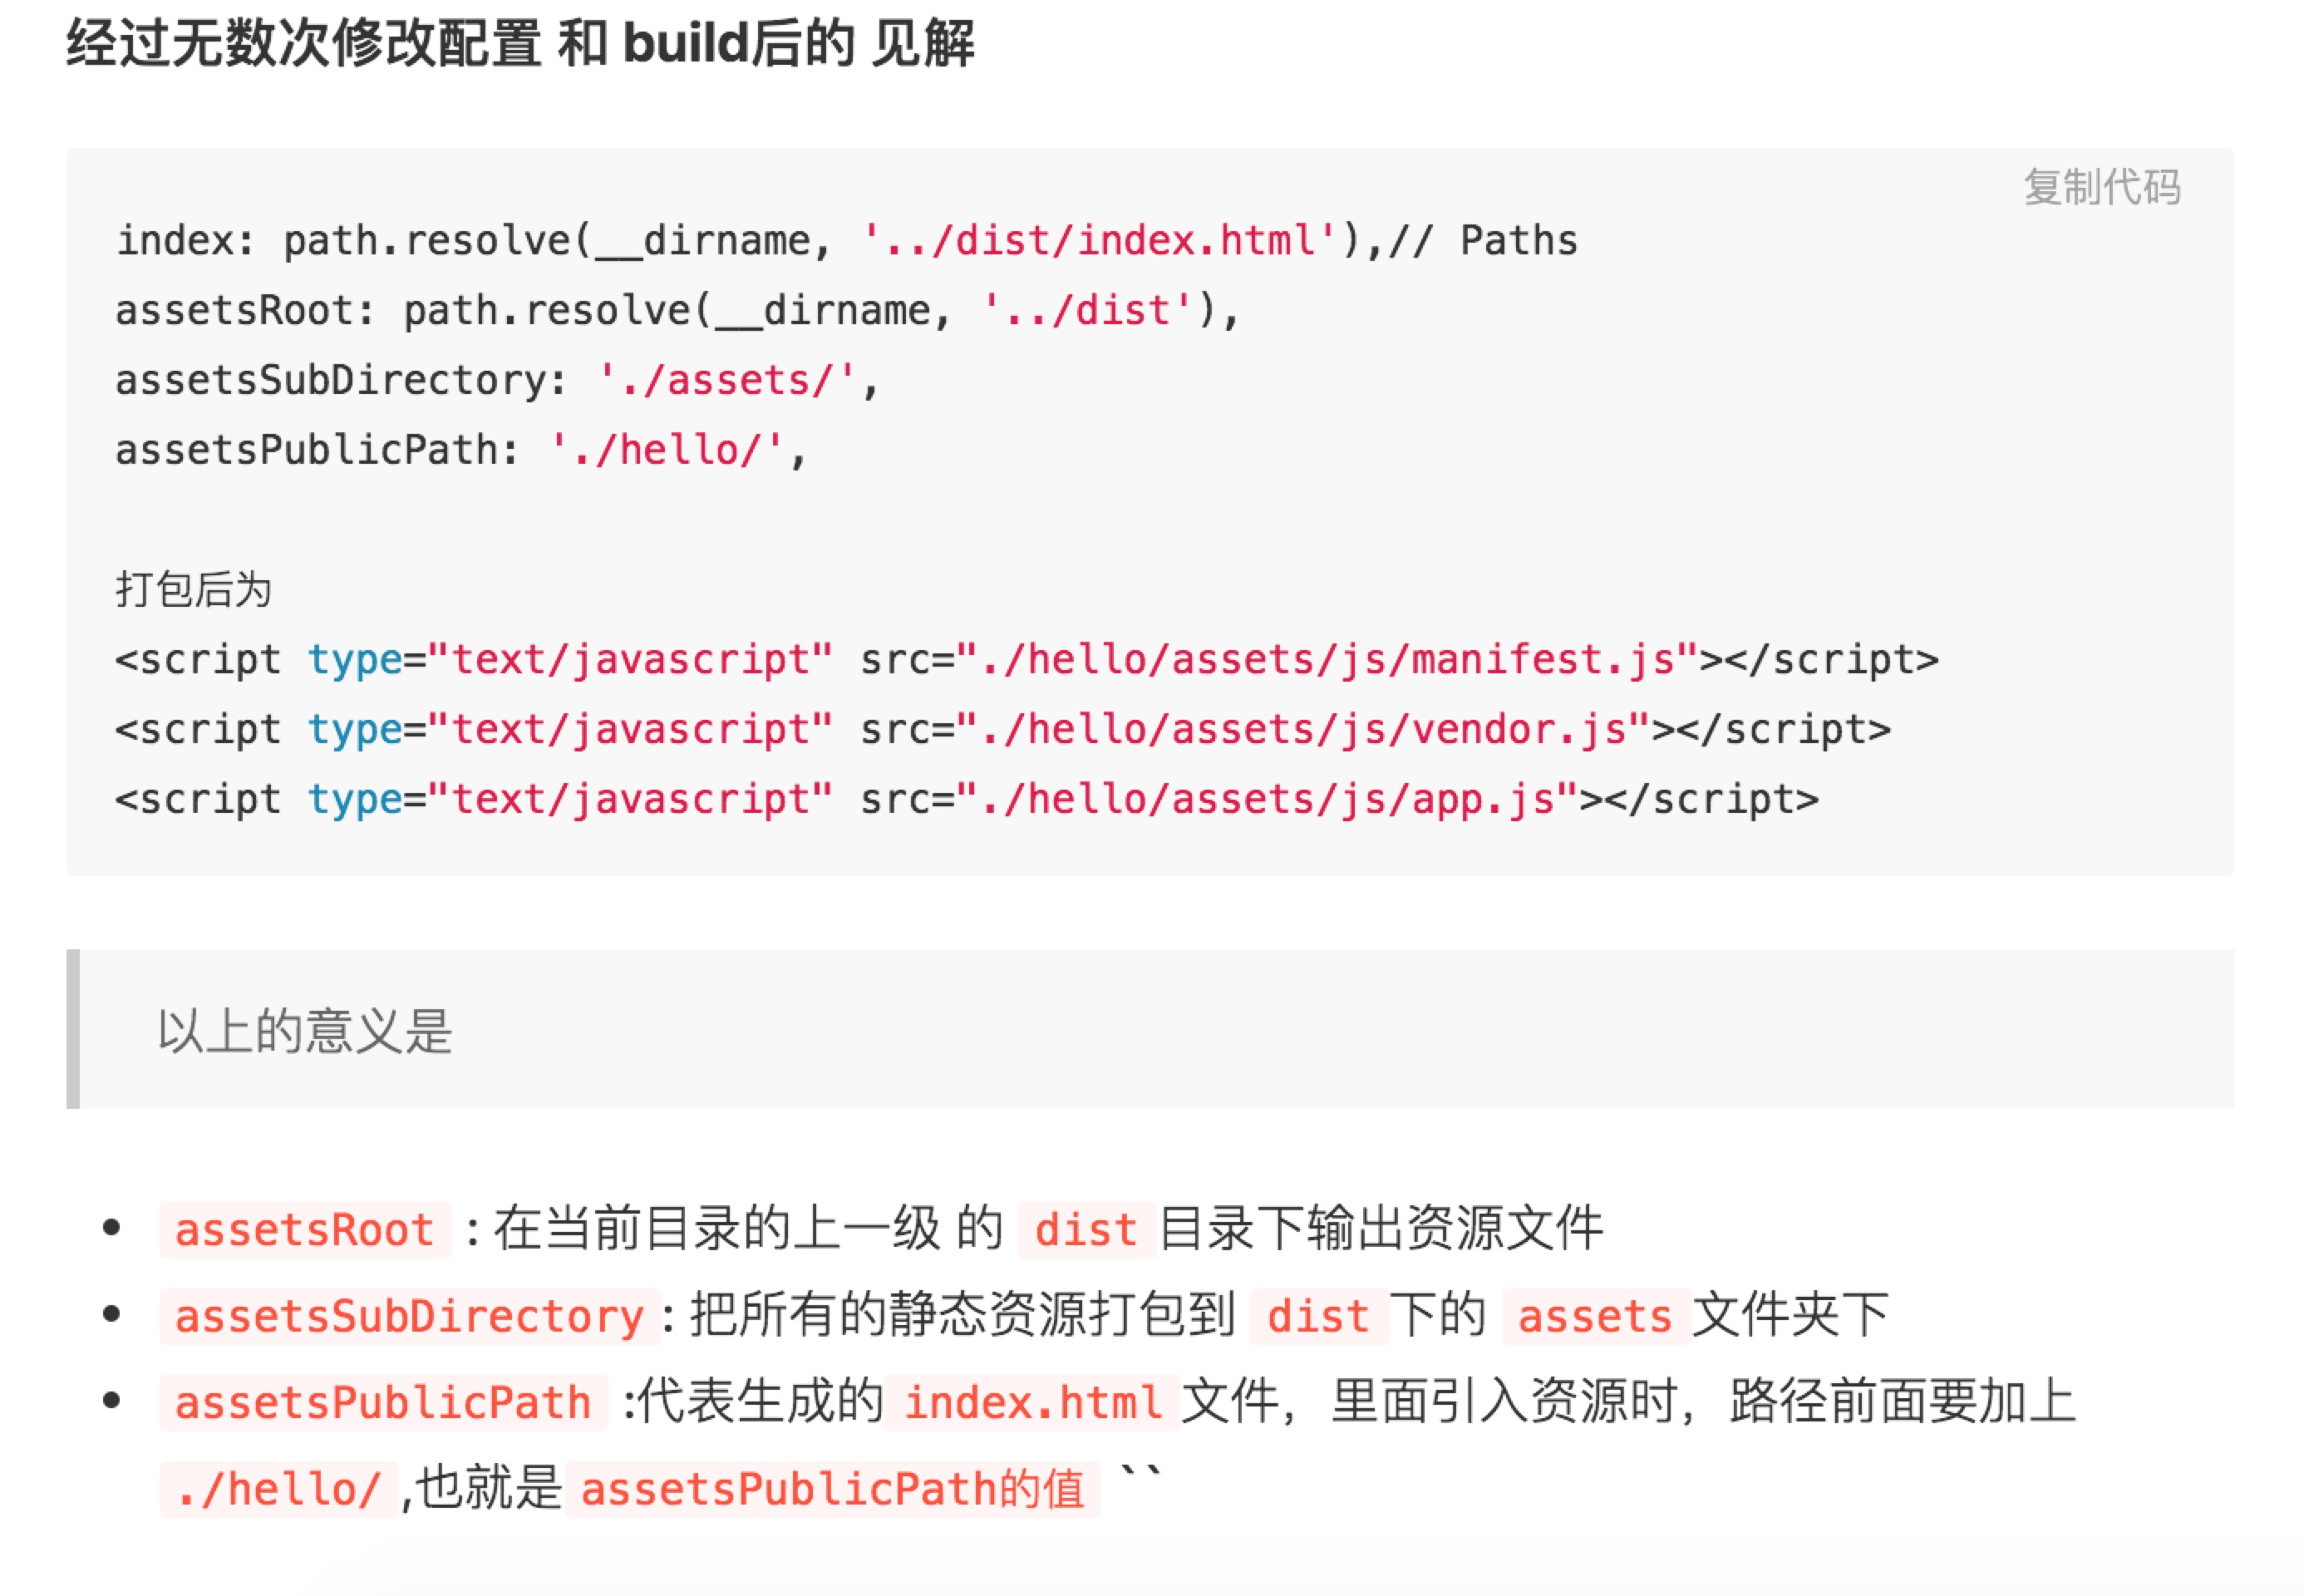 经过无数次修改配置 和 build后的 见解
复制代码
index: path.resolve(__dirname, '../dist/index.html'),// Paths
assetsRoot: path.resolve(__dirname, '../dist'),
assetsSubDirectory: './assets/',
assetsPublicPath: './hello/',
打包后为
<script type="text/javascript" src="./hello/assets/js/manifest.js"></script>
<script type="text/javascript" src="./hello/assets/js/vendor.js"></script>
<script type="text/javascript" src="./hello/assets/js/app.js"></script>
以上的意义是
• assetsRoot : 在当前目录的上一级 的 dist 目录下输出资源文件
• assetsSubDirectory : 把所有的静态资源打包到 dist 下的 assets 文件夹下
• assetsPublicPath :代表生成的 index.html 文件，里面引入资源时，路径前面要加上
./hello/ ,也就是 assetsPublicPath的值 ``